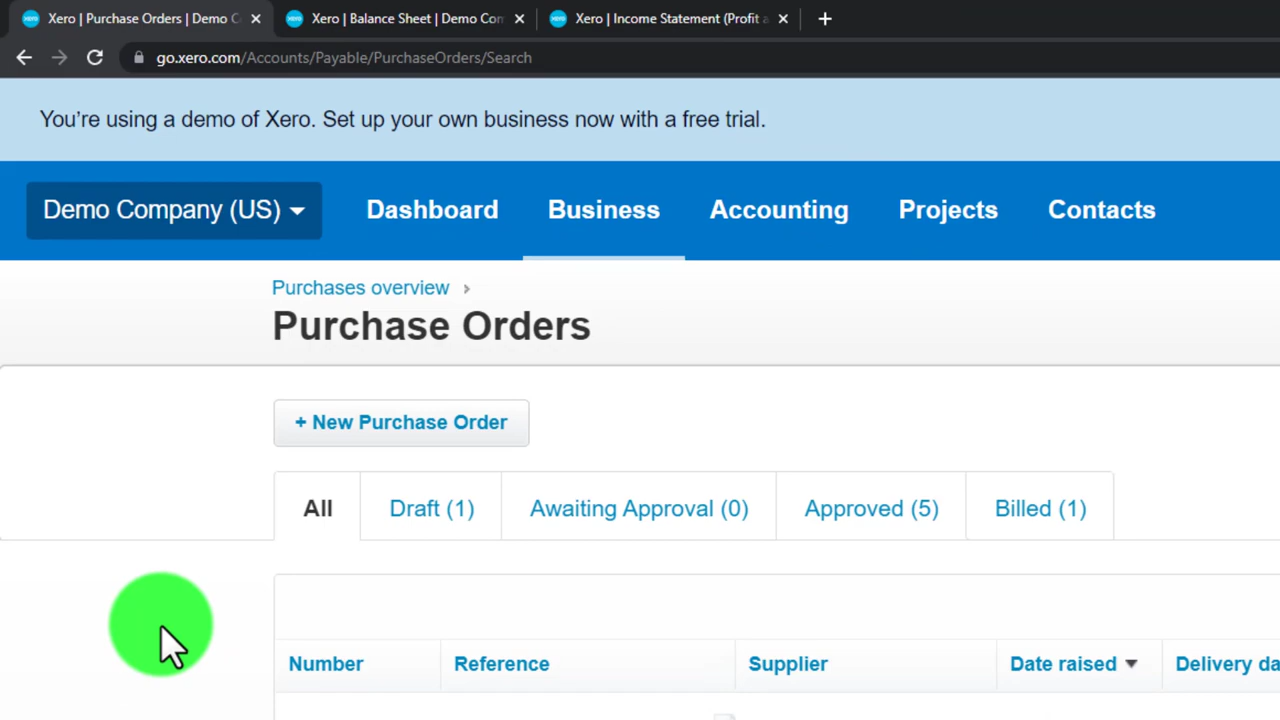 Xero | Purchase Orders | Demo C
Xero | Balance Sheet | Demo Com
Xero | Income Statement (Profit a
go.xero.com/Accounts/Payable/PurchaseOrders/Search
You're using a demo of Xero. Set up your own business now with a free trial.
Demo Company (US) Dashboard Business Accounting Projects Contacts
Purchases overview ›
Purchase Orders
+ New Purchase Order
All Draft (1) Awaiting Approval (0) Approved (5) Billed (1)
Number Reference Supplier Date raised Delivery da